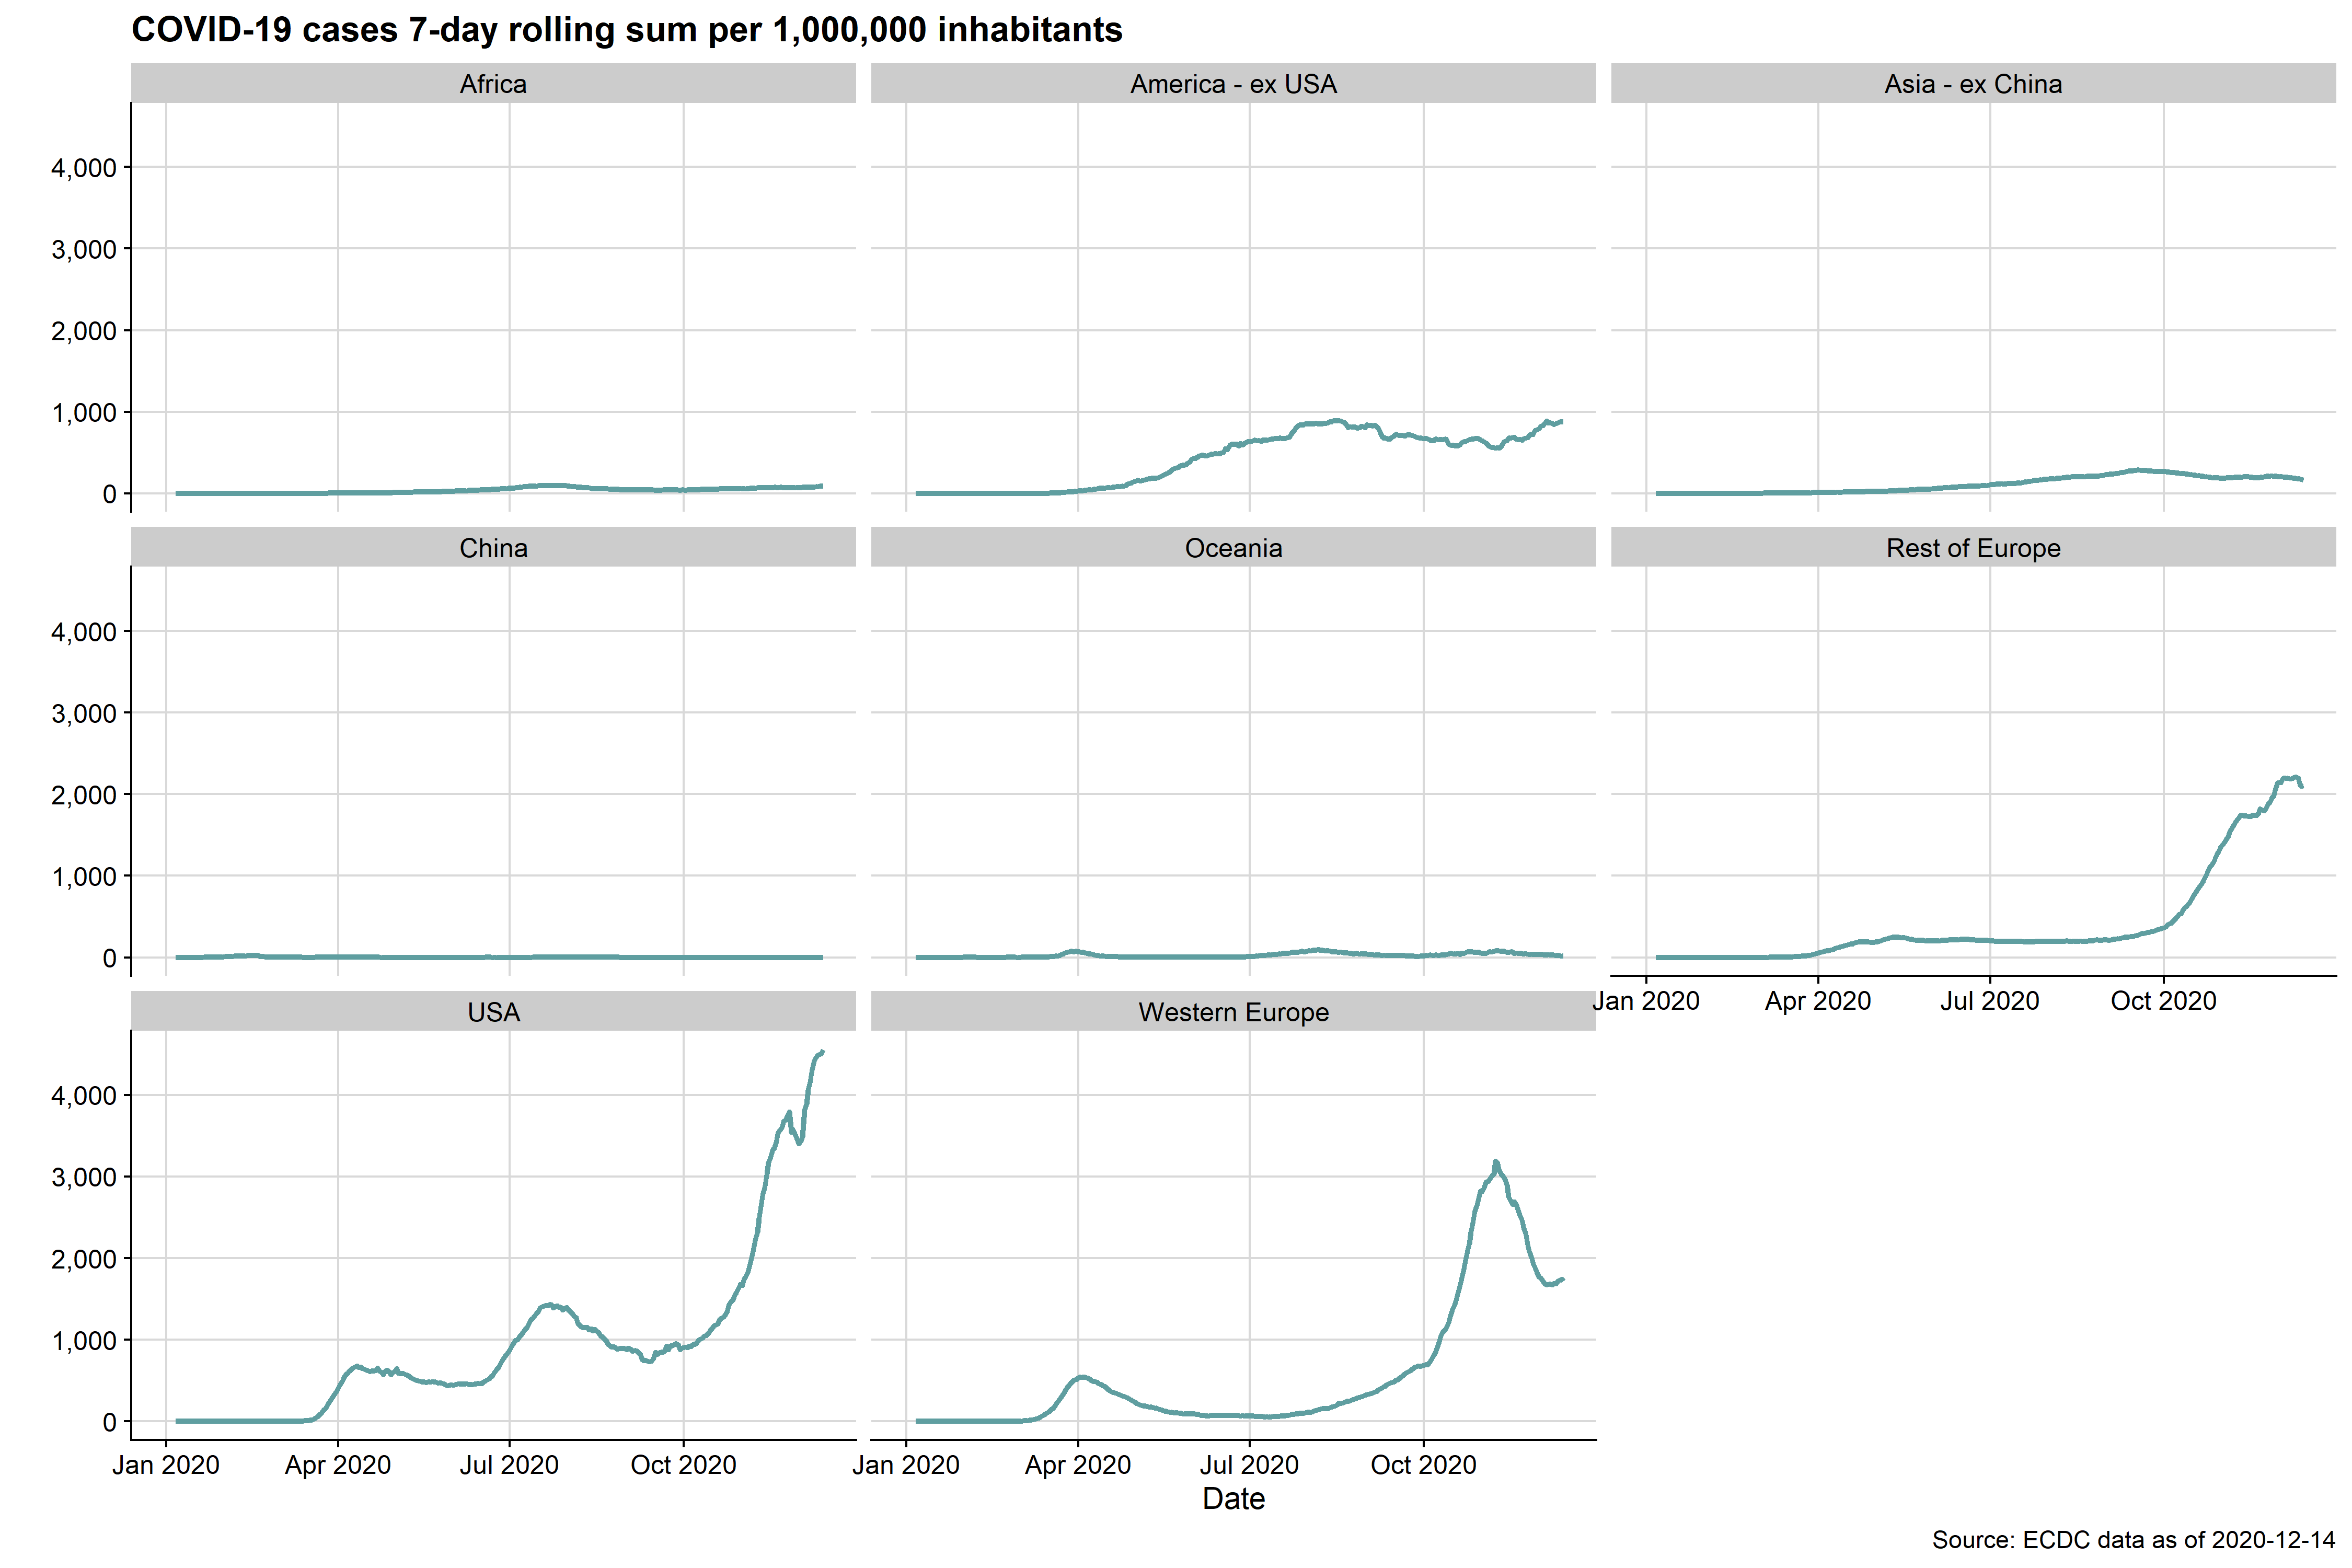 COVID-19 cases 7-day rolling sum per 1,000,000 inhabitants
Africa
America - ex USA
Asia - ex China
4,000
3,000
2,000
1,000
0
China
Oceania
Rest of Europe
4,000
3,000
2,000
1,000
0
Jan 2020 Apr 2020 Jul 2020 Oct 2020
USA
Western Europe
4,000
3,000
2,000
1,000
0
Jan 2020 Apr 2020 Jul 2020 Oct 2020
Jan 2020 Apr 2020 Jul 2020 Oct 2020
Date
Source: ECDC data as of 2020-12-14